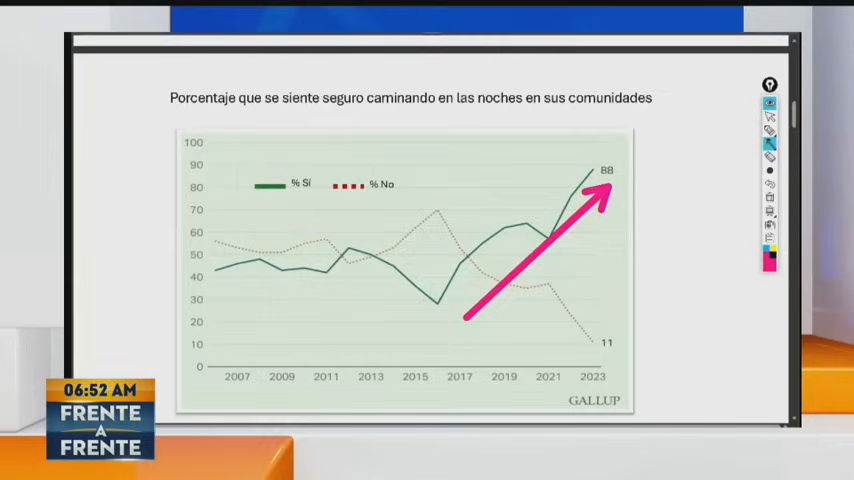 Porcentaje que se siente seguro caminando en las noches en sus comunidades
100
90
80
70
60
50
40
30
20
10
0
% Sí
% No
88
11
2007 2009 2011 2013 2015 2017 2019 2021 2023
GALLUP
06:52 AM
FRENTE
A
FRENTE